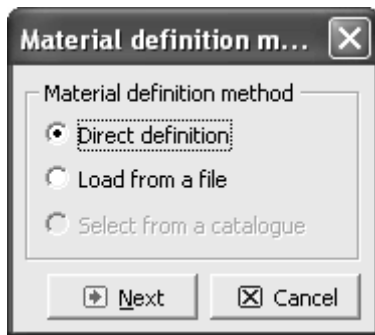 Material definition m...
Material definition method
Direct definition
Load from a file
Select from a catalogue
Next Cancel